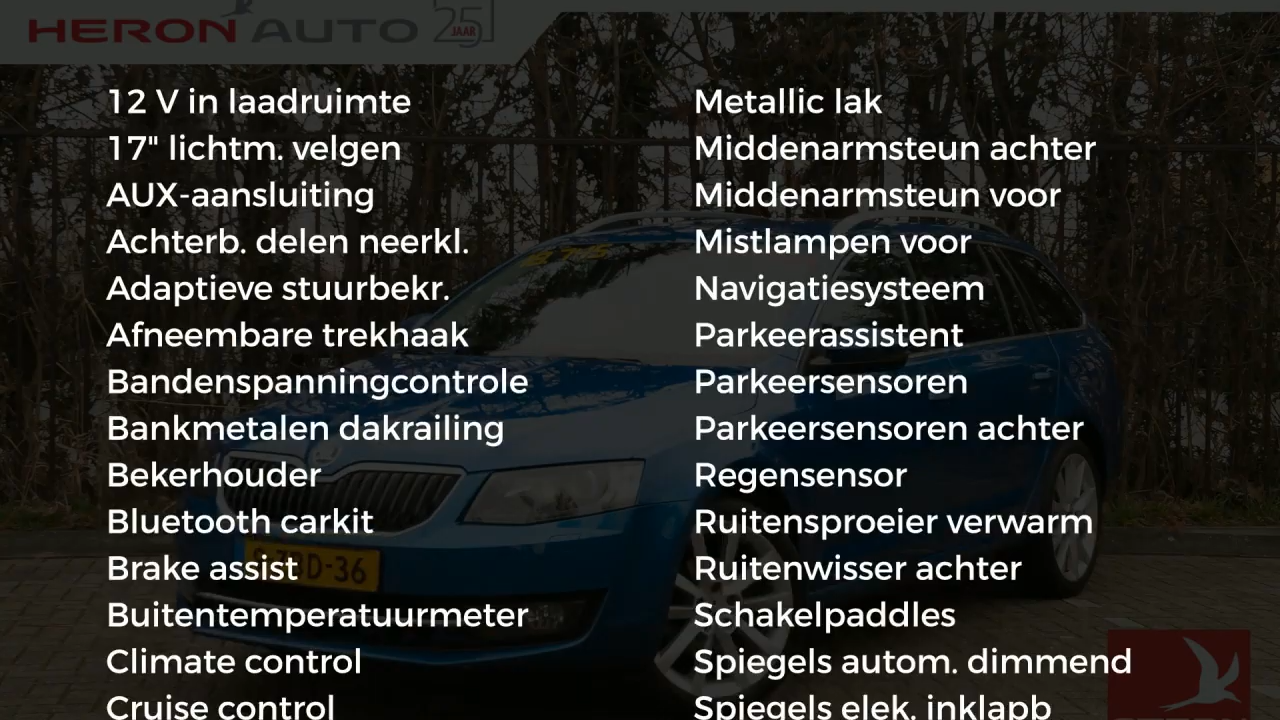 HERON AUTO 25 JAAR
12 V in laadruimte
17" lichtm. velgen
AUX-aansluiting
Achterb. delen neerkl.
Adaptieve stuurbekr.
Afneembare trekhaak
Bandenspanningcontrole
Bankmetalen dakrailing
Bekerhouder
Bluetooth carkit
Brake assist
Buitentemperatuurmeter
Climate control
Cruise control
Metallic lak
Middenarmsteun achter
Middenarmsteun voor
Mistlampen voor
Navigatiesysteem
Parkeerassistent
Parkeersensoren
Parkeersensoren achter
Regensensor
Ruitensproeier verwarm
Ruitenwisser achter
Schakelpaddles
Spiegels autom. dimmend
Spiegels elek. inklapb